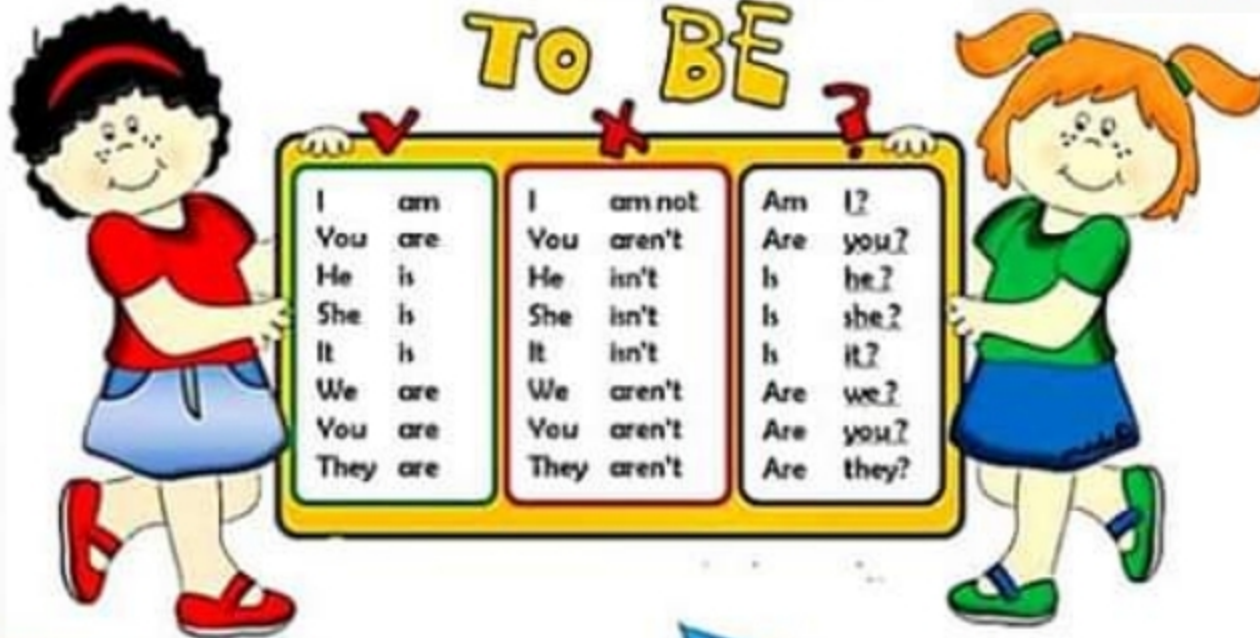 TO BE
I am
You are
He is
She is
It is
We are
You are
They are
I am not
You aren't
He isn't
She isn't
It isn't
We aren't
You aren't
They aren't
Am I?
Are you?
Is he?
Is she?
Is it?
Are we?
Are you?
Are they?